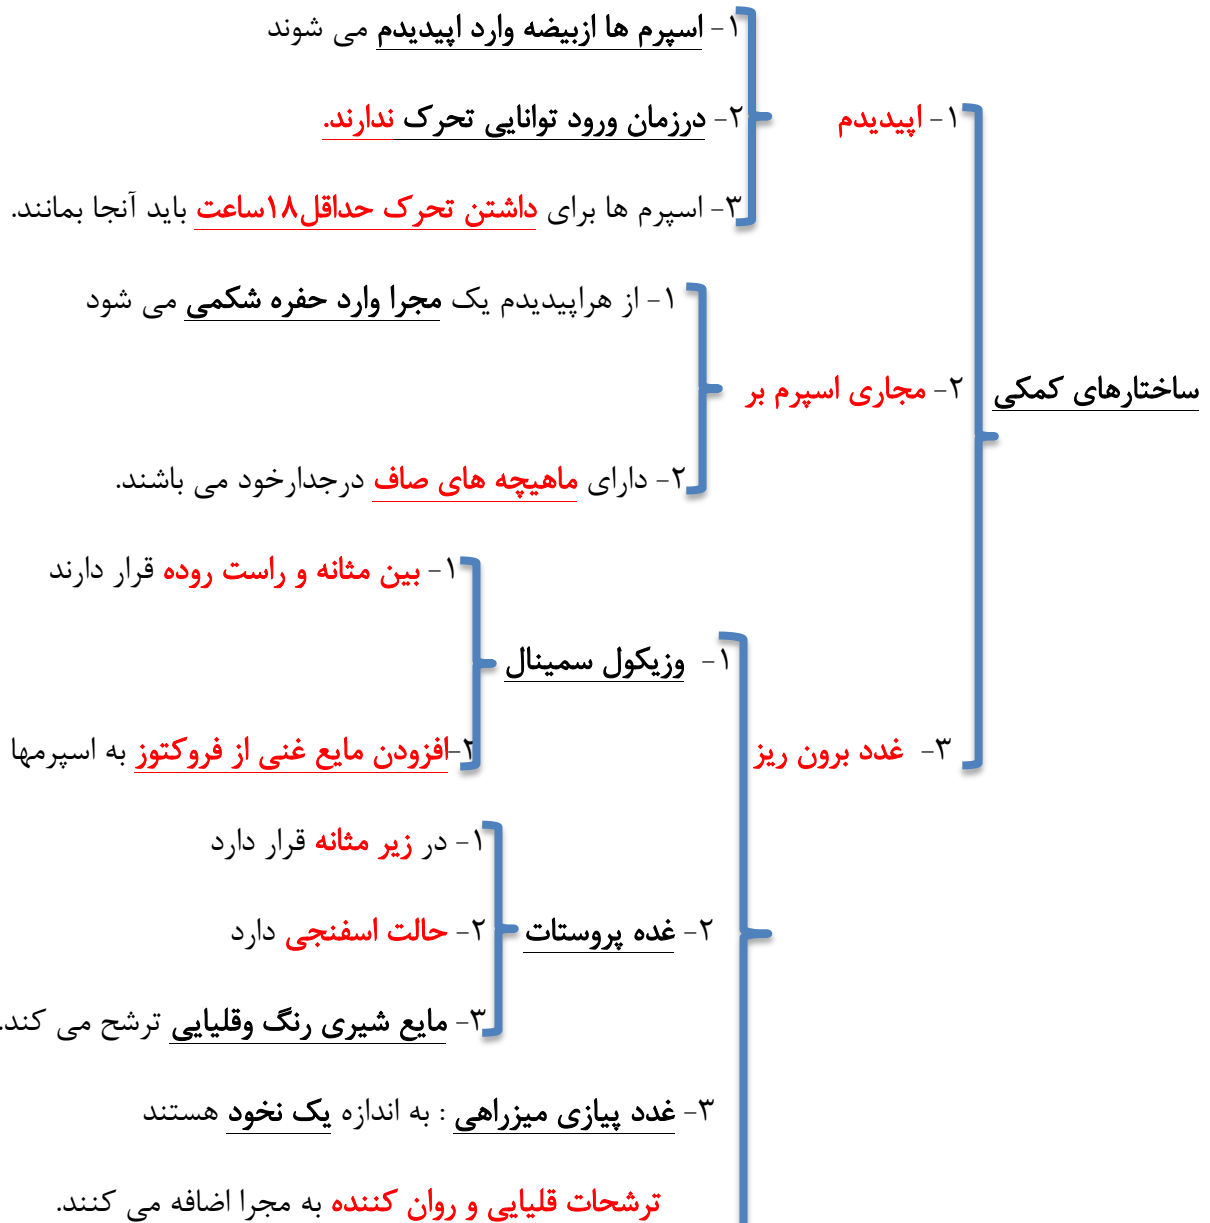 ۱- اسپرم ها ازبیضه وارد اپیدیدم می شوند
۱- اپیدیدم
۲- درزمان ورود توانایی تحرک ندارند.
۳- اسپرم ها برای داشتن تحرک حداقل۱۸ساعت باید آنجا بمانند.
۱- از هراپیدیدم یک مجرا وارد حفره شکمی می شود
ساختارهای کمکی
۲- مجاری اسپرم بر
۲- دارای ماهیچه های صاف درجدارخود می باشند.
۱- بین مثانه و راست روده قرار دارند
۱- وزیکول سمینال
۳- غدد برون ریز
۲-افزودن مایع غنی از فروکتوز به اسپرمها
۱- در زیر مثانه قرار دارد
۲- غده پروستات
۲- حالت اسفنجی دارد
۳- مایع شیری رنگ وقلیایی ترشح می کند.
۳- غدد پیازی میزراهی : به اندازه یک نخود هستند
ترشحات قلیایی و روان کننده به مجرا اضافه می کنند.